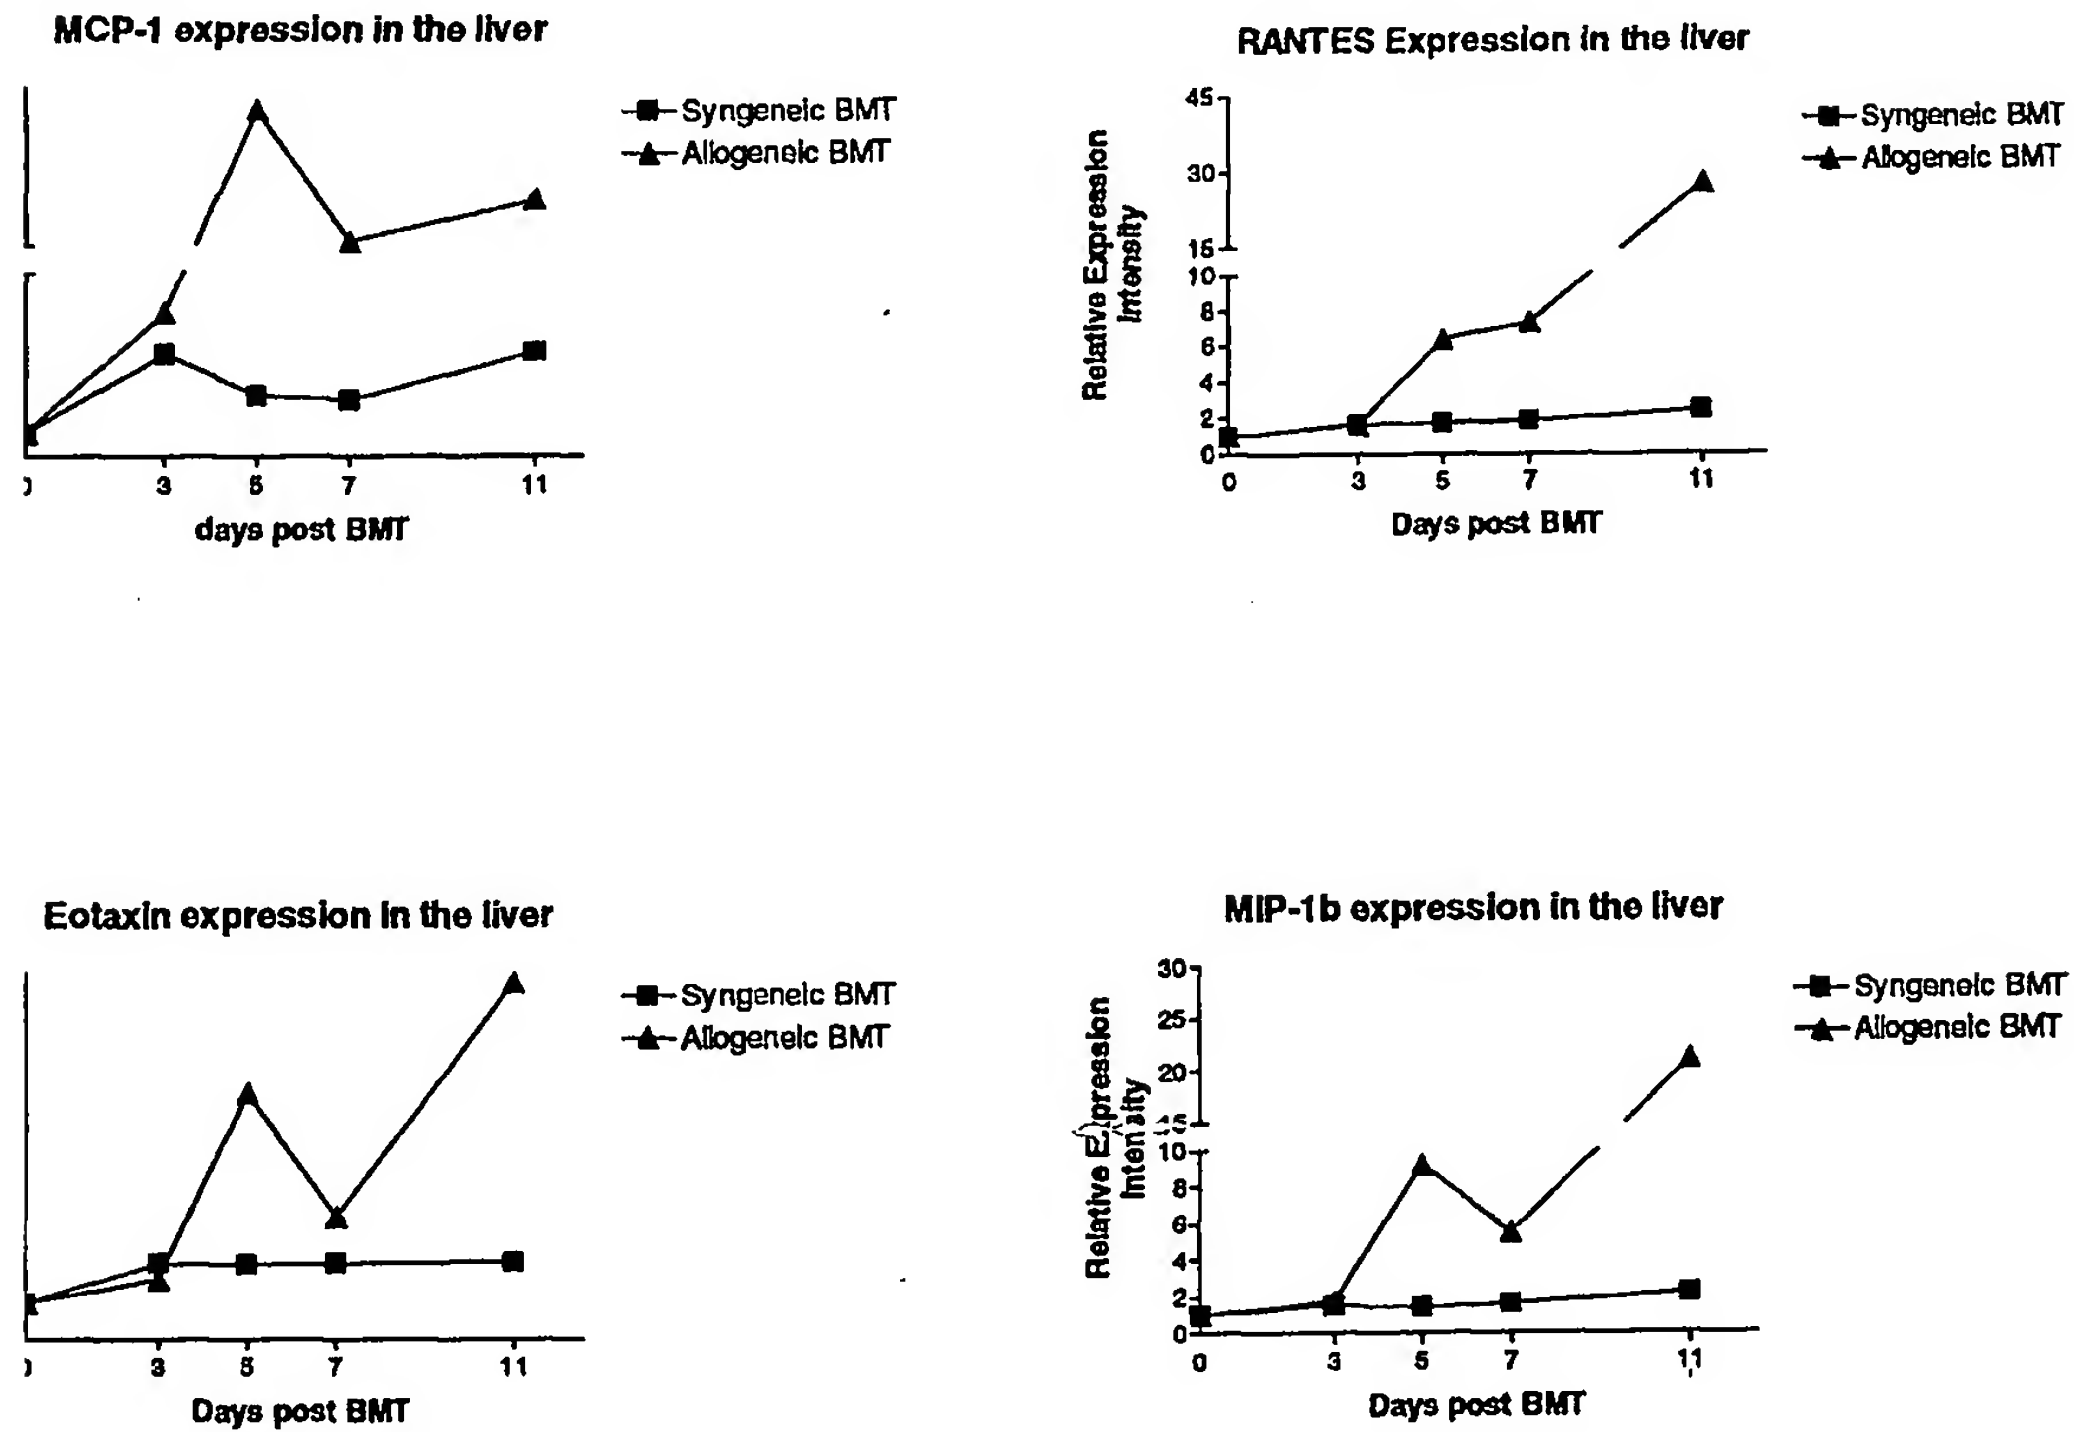 MCP-1 expression in the liver
Syngeneic BMT
Allogeneic BMT
3 5 7 11
days post BMT
RANTES Expression in the liver
Relative Expression
Intensity
45
30
15
10
8
6
4
2
0
0 3 5 7 11
Days post BMT
Syngeneic BMT
Allogeneic BMT
Eotaxin expression in the liver
Syngeneic BMT
Allogeneic BMT
3 5 7 11
Days post BMT
MIP-1b expression in the liver
Relative Expression
Intensity
30
25
20
15
10
8
6
4
2
0
0 3 5 7 11
Days post BMT
Syngeneic BMT
Allogeneic BMT